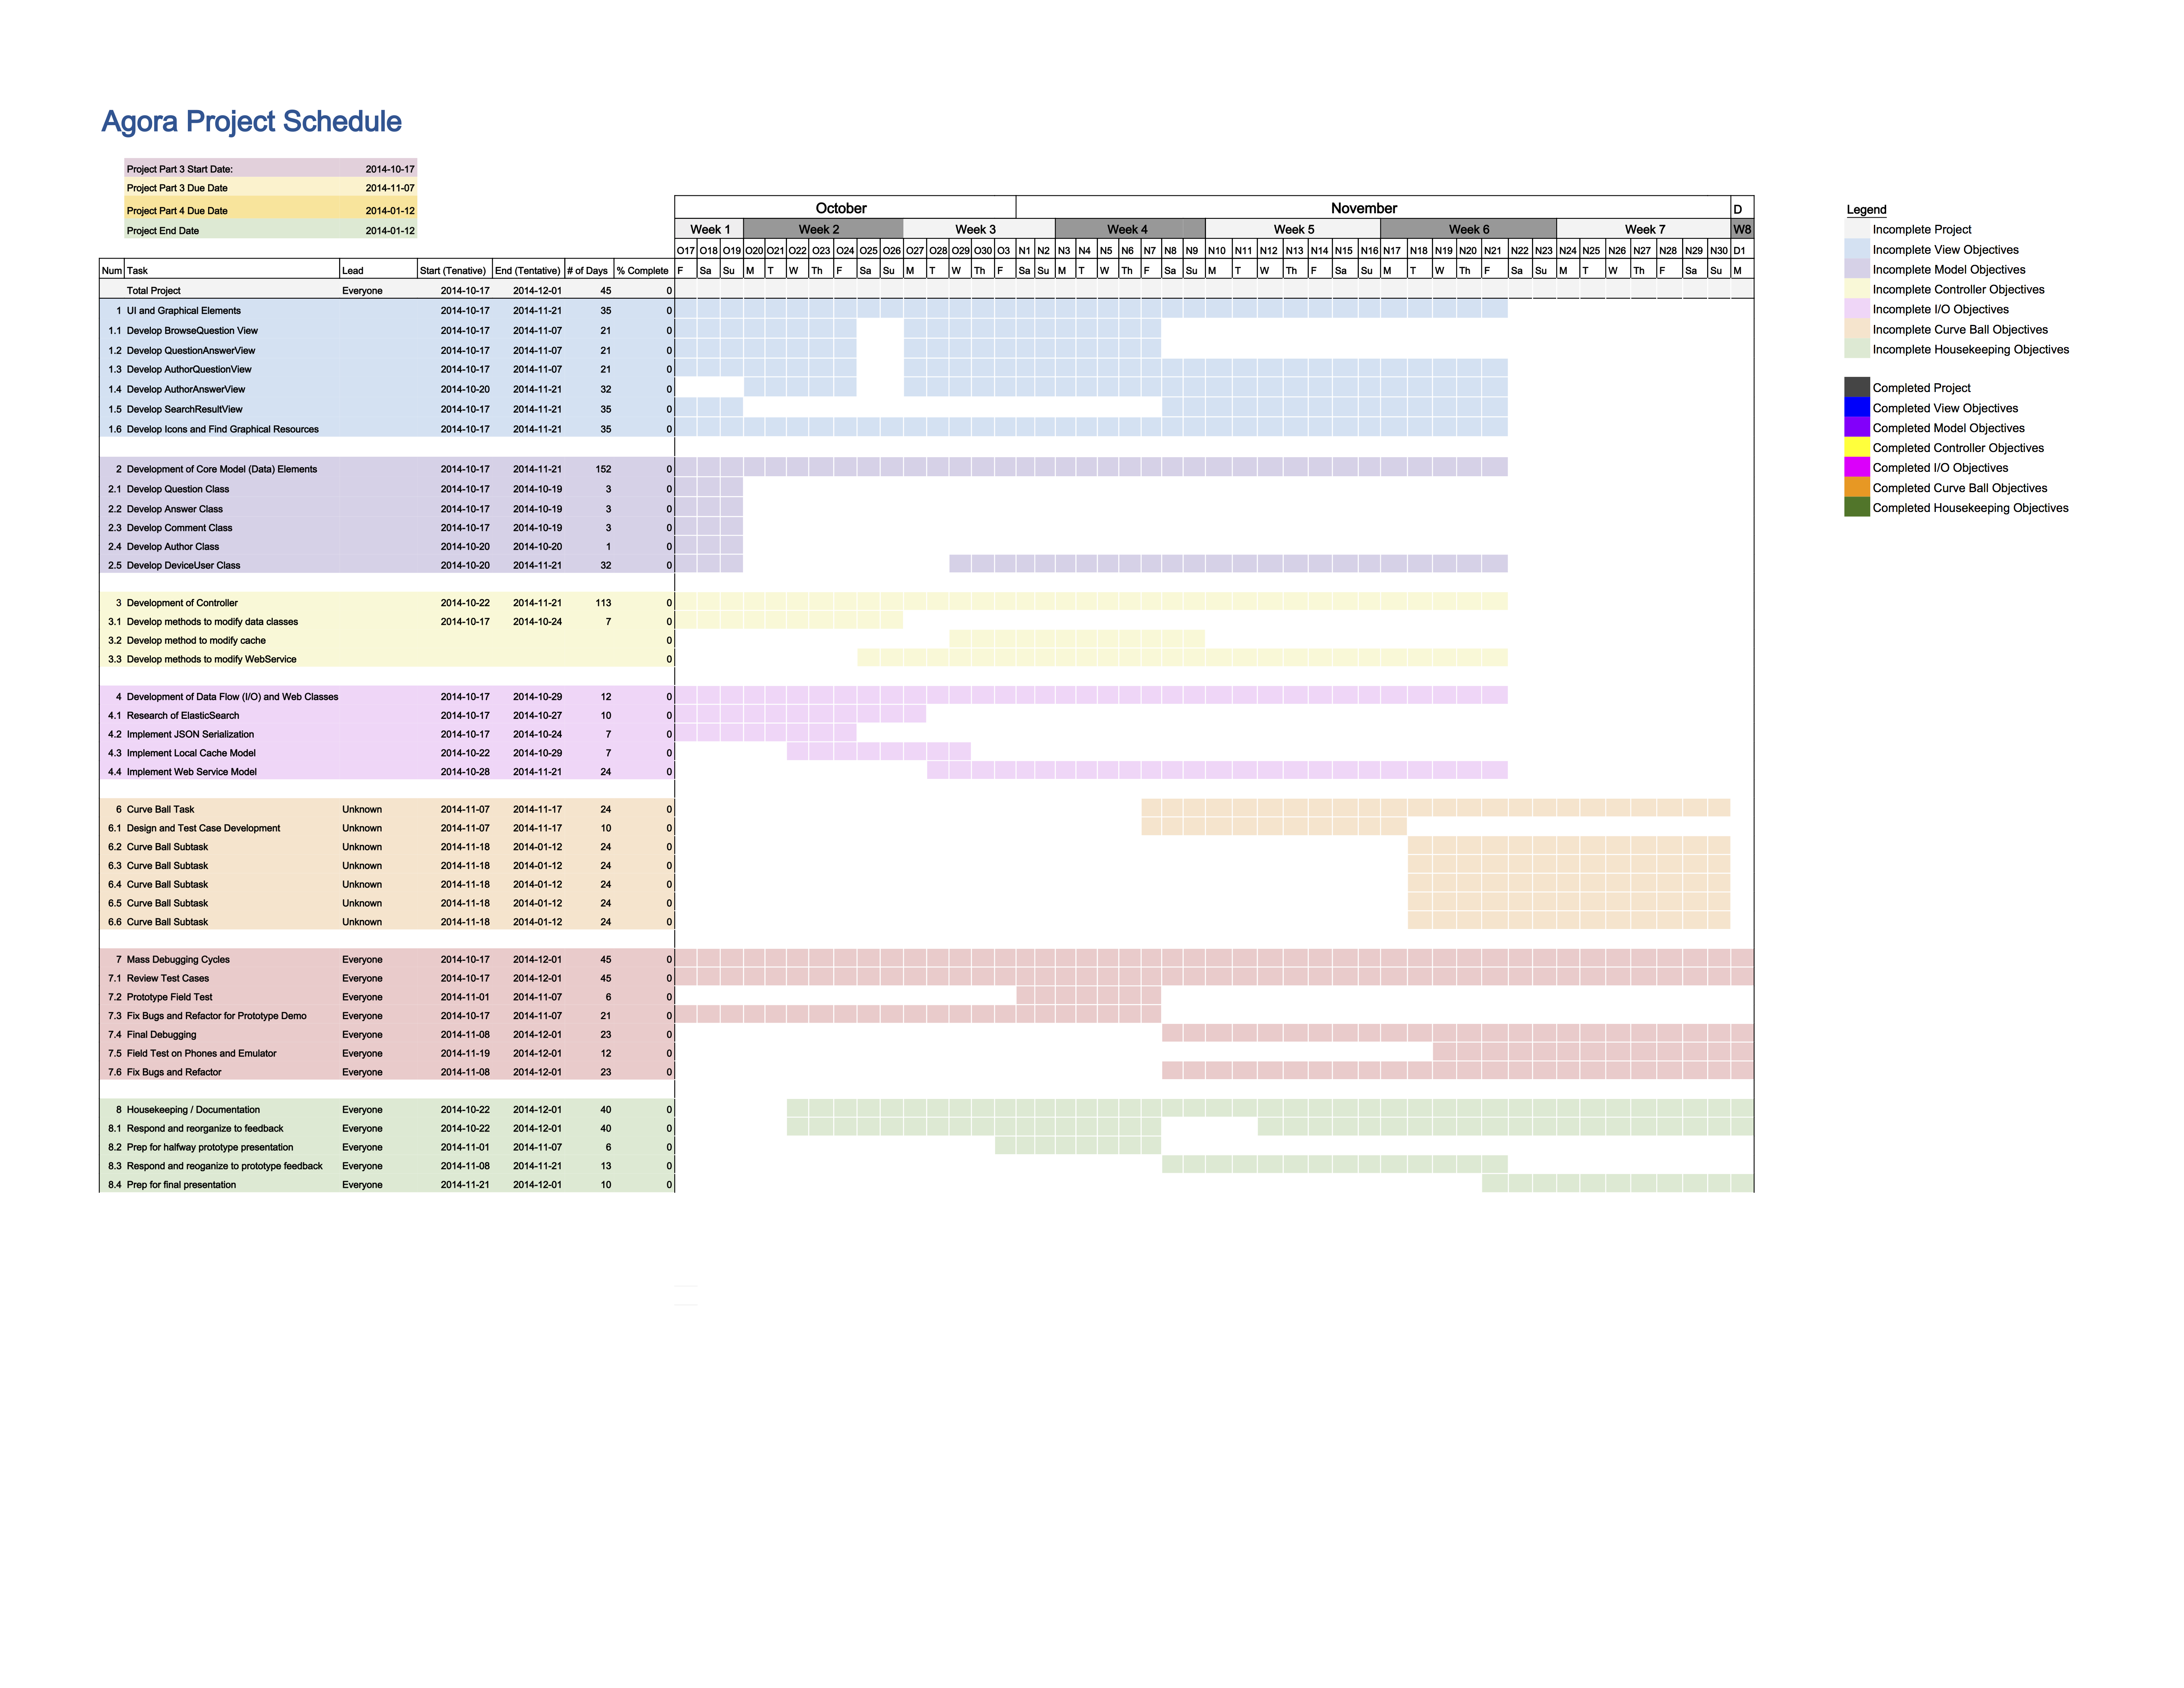 Agora Project Schedule
Project Part 3 Start Date: 2014-10-17
Project Part 3 Due Date 2014-11-07
Project Part 4 Due Date 2014-01-12
Project End Date 2014-01-12
October November D
Week 1 Week 2 Week 3 Week 4 Week 5 Week 6 Week 7 W8
O17 O18 O19 O20 O21 O22 O23 O24 O25 O26 O27 O28 O29 O30 O3 N1 N2 N3 N4 N5 N6 N7 N8 N9 N10 N11 N12 N13 N14 N15 N16 N17 N18 N19 N20 N21 N22 N23 N24 N25 N26 N27 N28 N29 N30 D1
Num Task Lead Start (Tenative) End (Tentative) # of Days % Complete F Sa Su M T W Th F Sa Su M T W Th F Sa Su M T W Th F Sa Su M T W Th F Sa Su M T W Th F Sa Su M T W Th F Sa Su M
Total Project Everyone 2014-10-17 2014-12-01 45 0
1 UI and Graphical Elements 2014-10-17 2014-11-21 35 0
1.1 Develop BrowseQuestion View 2014-10-17 2014-11-07 21 0
1.2 Develop QuestionAnswerView 2014-10-17 2014-11-07 21 0
1.3 Develop AuthorQuestionView 2014-10-17 2014-11-07 21 0
1.4 Develop AuthorAnswerView 2014-10-20 2014-11-21 32 0
1.5 Develop SearchResultView 2014-10-17 2014-11-21 35 0
1.6 Develop Icons and Find Graphical Resources 2014-10-17 2014-11-21 35 0
2 Development of Core Model (Data) Elements 2014-10-17 2014-11-21 152 0
2.1 Develop Question Class 2014-10-17 2014-10-19 3 0
2.2 Develop Answer Class 2014-10-17 2014-10-19 3 0
2.3 Develop Comment Class 2014-10-17 2014-10-19 3 0
2.4 Develop Author Class 2014-10-20 2014-10-20 1 0
2.5 Develop DeviceUser Class 2014-10-20 2014-11-21 32 0
3 Development of Controller 2014-10-22 2014-11-21 113 0
3.1 Develop methods to modify data classes 2014-10-17 2014-10-24 7 0
3.2 Develop method to modify cache 0
3.3 Develop methods to modify WebService 0
4 Development of Data Flow (I/O) and Web Classes 2014-10-17 2014-10-29 12 0
4.1 Research of ElasticSearch 2014-10-17 2014-10-27 10 0
4.2 Implement JSON Serialization 2014-10-17 2014-10-24 7 0
4.3 Implement Local Cache Model 2014-10-22 2014-10-29 7 0
4.4 Implement Web Service Model 2014-10-28 2014-11-21 24 0
6 Curve Ball Task Unknown 2014-11-07 2014-11-17 24 0
6.1 Design and Test Case Development Unknown 2014-11-07 2014-11-17 10 0
6.2 Curve Ball Subtask Unknown 2014-11-18 2014-01-12 24 0
6.3 Curve Ball Subtask Unknown 2014-11-18 2014-01-12 24 0
6.4 Curve Ball Subtask Unknown 2014-11-18 2014-01-12 24 0
6.5 Curve Ball Subtask Unknown 2014-11-18 2014-01-12 24 0
6.6 Curve Ball Subtask Unknown 2014-11-18 2014-01-12 24 0
7 Mass Debugging Cycles Everyone 2014-10-17 2014-12-01 45 0
7.1 Review Test Cases Everyone 2014-10-17 2014-12-01 45 0
7.2 Prototype Field Test Everyone 2014-11-01 2014-11-07 6 0
7.3 Fix Bugs and Refactor for Prototype Demo Everyone 2014-10-17 2014-11-07 21 0
7.4 Final Debugging Everyone 2014-11-08 2014-12-01 23 0
7.5 Field Test on Phones and Emulator Everyone 2014-11-19 2014-12-01 12 0
7.6 Fix Bugs and Refactor Everyone 2014-11-08 2014-12-01 23 0
8 Housekeeping / Documentation Everyone 2014-10-22 2014-12-01 40 0
8.1 Respond and reorganize to feedback Everyone 2014-10-22 2014-12-01 40 0
8.2 Prep for halfway prototype presentation Everyone 2014-11-01 2014-11-07 6 0
8.3 Respond and reoganize to prototype feedback Everyone 2014-11-08 2014-11-21 13 0
8.4 Prep for final presentation Everyone 2014-11-21 2014-12-01 10 0
Legend
Incomplete Project
Incomplete View Objectives
Incomplete Model Objectives
Incomplete Controller Objectives
Incomplete I/O Objectives
Incomplete Curve Ball Objectives
Incomplete Housekeeping Objectives
Completed Project
Completed View Objectives
Completed Model Objectives
Completed Controller Objectives
Completed I/O Objectives
Completed Curve Ball Objectives
Completed Housekeeping Objectives